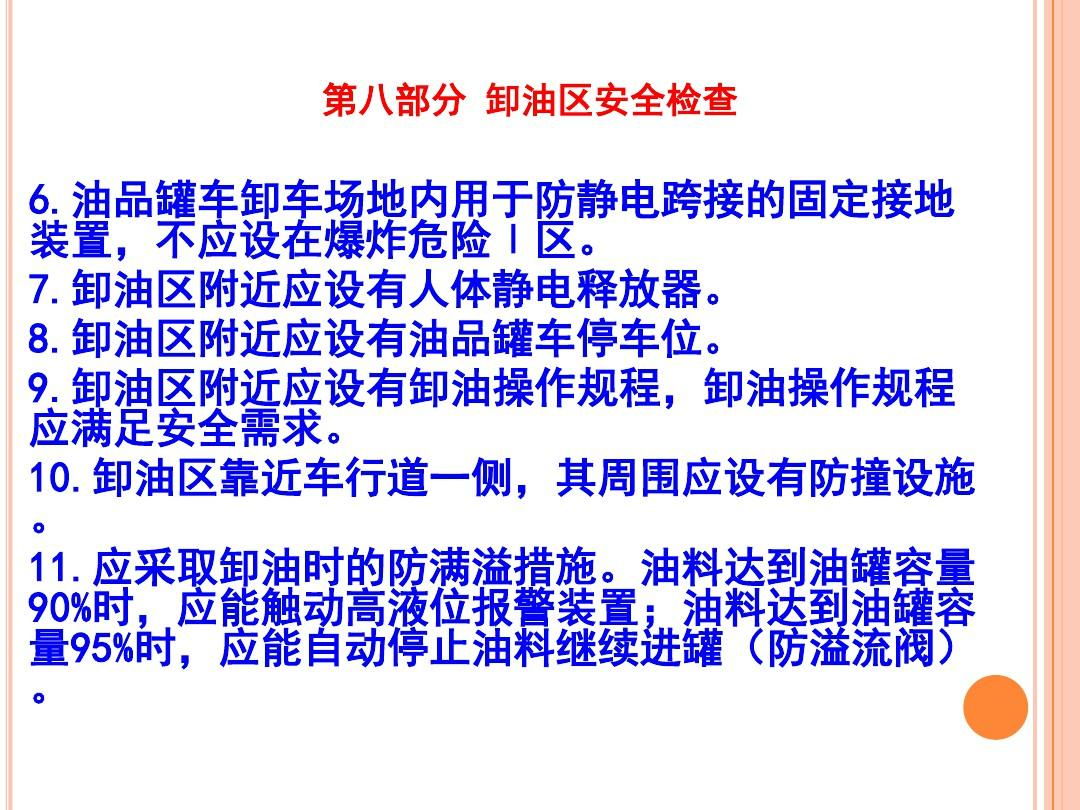 第八部分 卸油区安全检查
6.油品罐车卸车场地内用于防静电跨接的固定接地
装置，不应设在爆炸危险Ⅰ区。
7.卸油区附近应设有人体静电释放器。
8.卸油区附近应设有油品罐车停车位。
9.卸油区附近应设有卸油操作规程，卸油操作规程
应满足安全需求。
10.卸油区靠近车行道一侧，其周围应设有防撞设施
。
11.应采取卸油时的防满溢措施。油料达到油罐容量
90%时，应能触动高液位报警装置；油料达到油罐容
量95%时，应能自动停止油料继续进罐（防溢流阀）
。